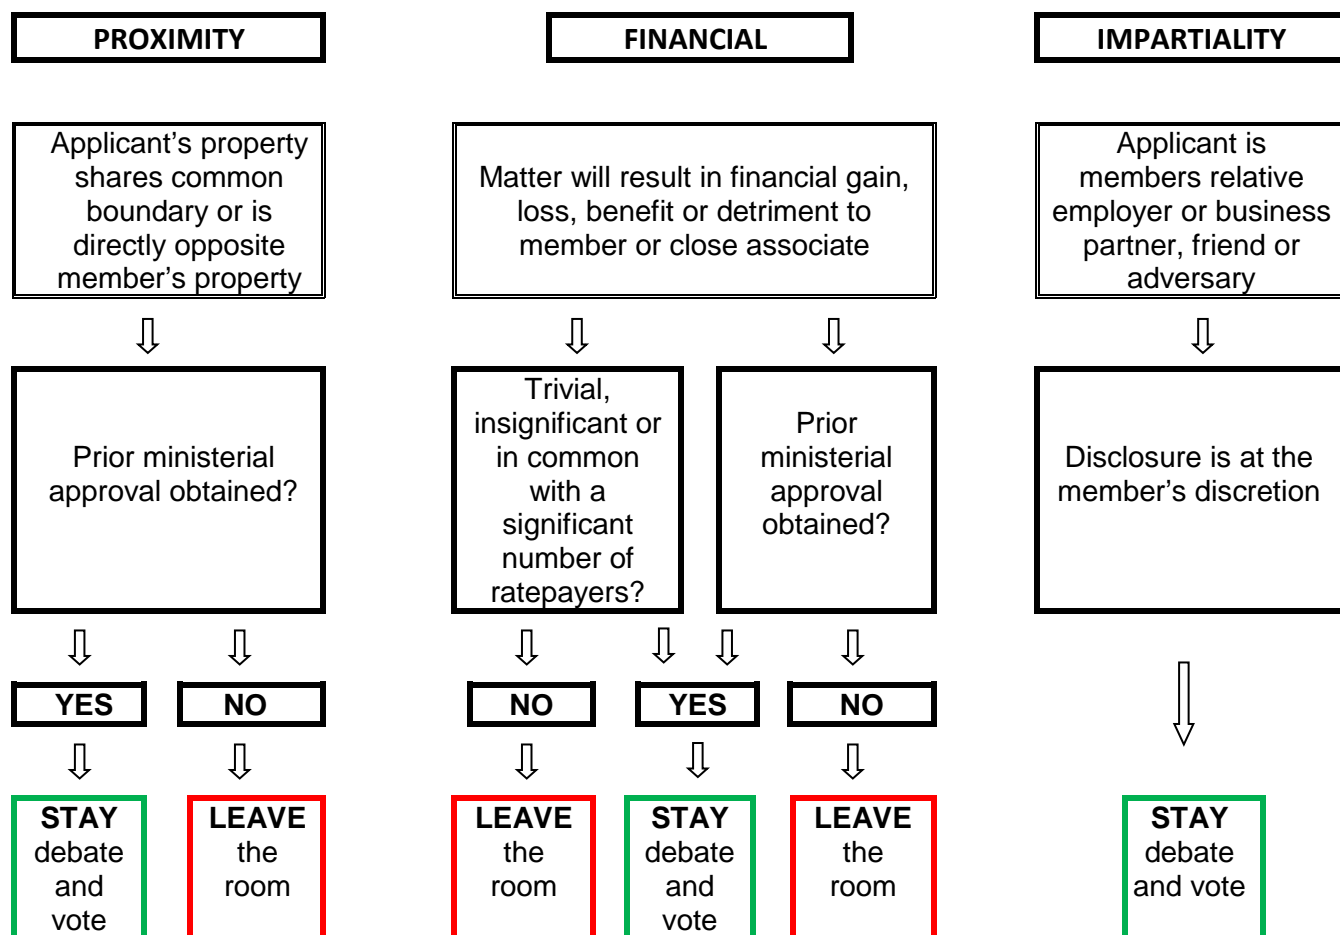 PROXIMITY
FINANCIAL
IMPARTIALITY
Applicant’s property
shares common
boundary or is
directly opposite
member’s property
Matter will result in financial gain,
loss, benefit or detriment to
member or close associate
Applicant is
members relative
employer or business
partner, friend or
adversary
Prior ministerial
approval obtained?
Trivial,
insignificant or
in common
with a
significant
number of
ratepayers?
Prior
ministerial
approval
obtained?
Disclosure is at the
member’s discretion
YES
NO
NO
YES
NO
STAY
debate
and
vote
LEAVE
the
room
LEAVE
the
room
STAY
debate
and
vote
LEAVE
the
room
STAY
debate
and vote